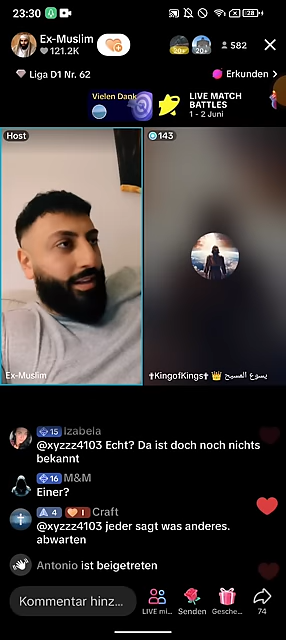 23:30
28
Ex-Muslim
121.2K
20+
20+
582
Liga D1 Nr. 62
Erkunden
Vielen Dank
LIVE MATCH
BATTLES
1 - 2 Juni
Host
143
Ex-Muslim
✝KingofKings✝ 👑 يسوع المسيح
15 Izabela
@xyzzz4103 Echt? Da ist doch noch nichts
bekannt
16 M&M
Einer?
4 1 Craft
@xyzzz4103 jeder sagt was anderes.
abwarten
Antonio ist beigetreten
Kommentar hinz...
LIVE mi...
Senden
Gesche...
74